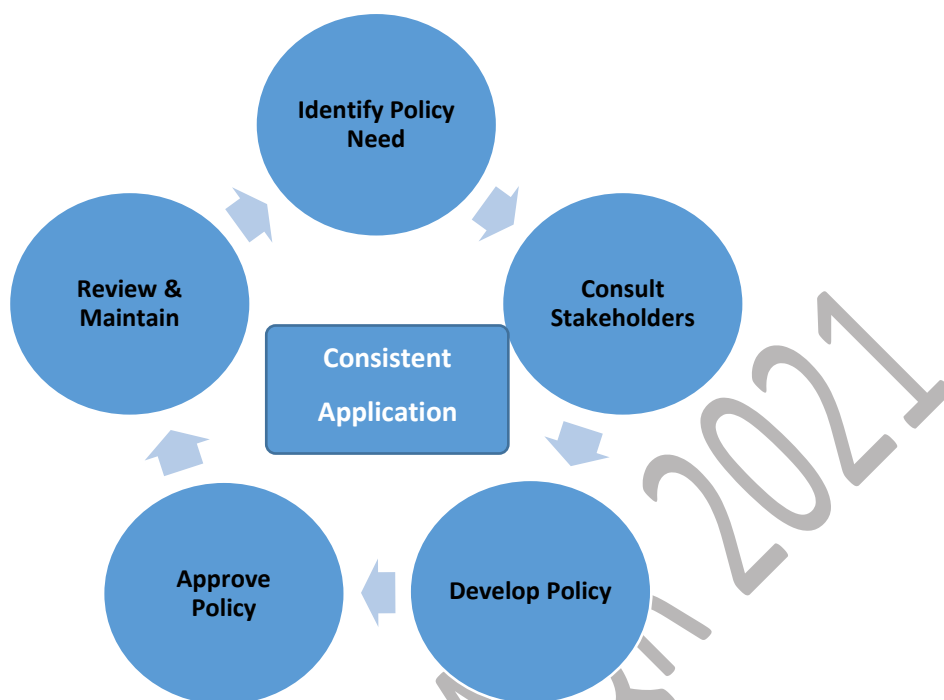 Identify Policy
Need
Consult
Stakeholders
Develop Policy
Approve
Policy
Review &
Maintain
Consistent
Application
2021